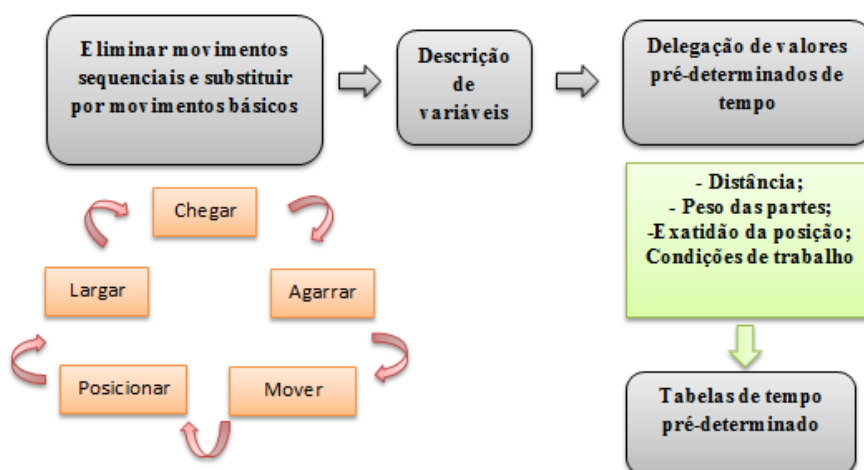 Eliminar movimentos
sequenciais e substituir
por movimentos básicos
Descrição
de
variáveis
Delegação de valores
pré-determinados de
tempo
- Distância;
- Peso das partes;
-Exatidão da posição;
Condições de trabalho
Chegar
Largar
Agarrar
Posicionar
Mover
Tabelas de tempo
pré-determinado